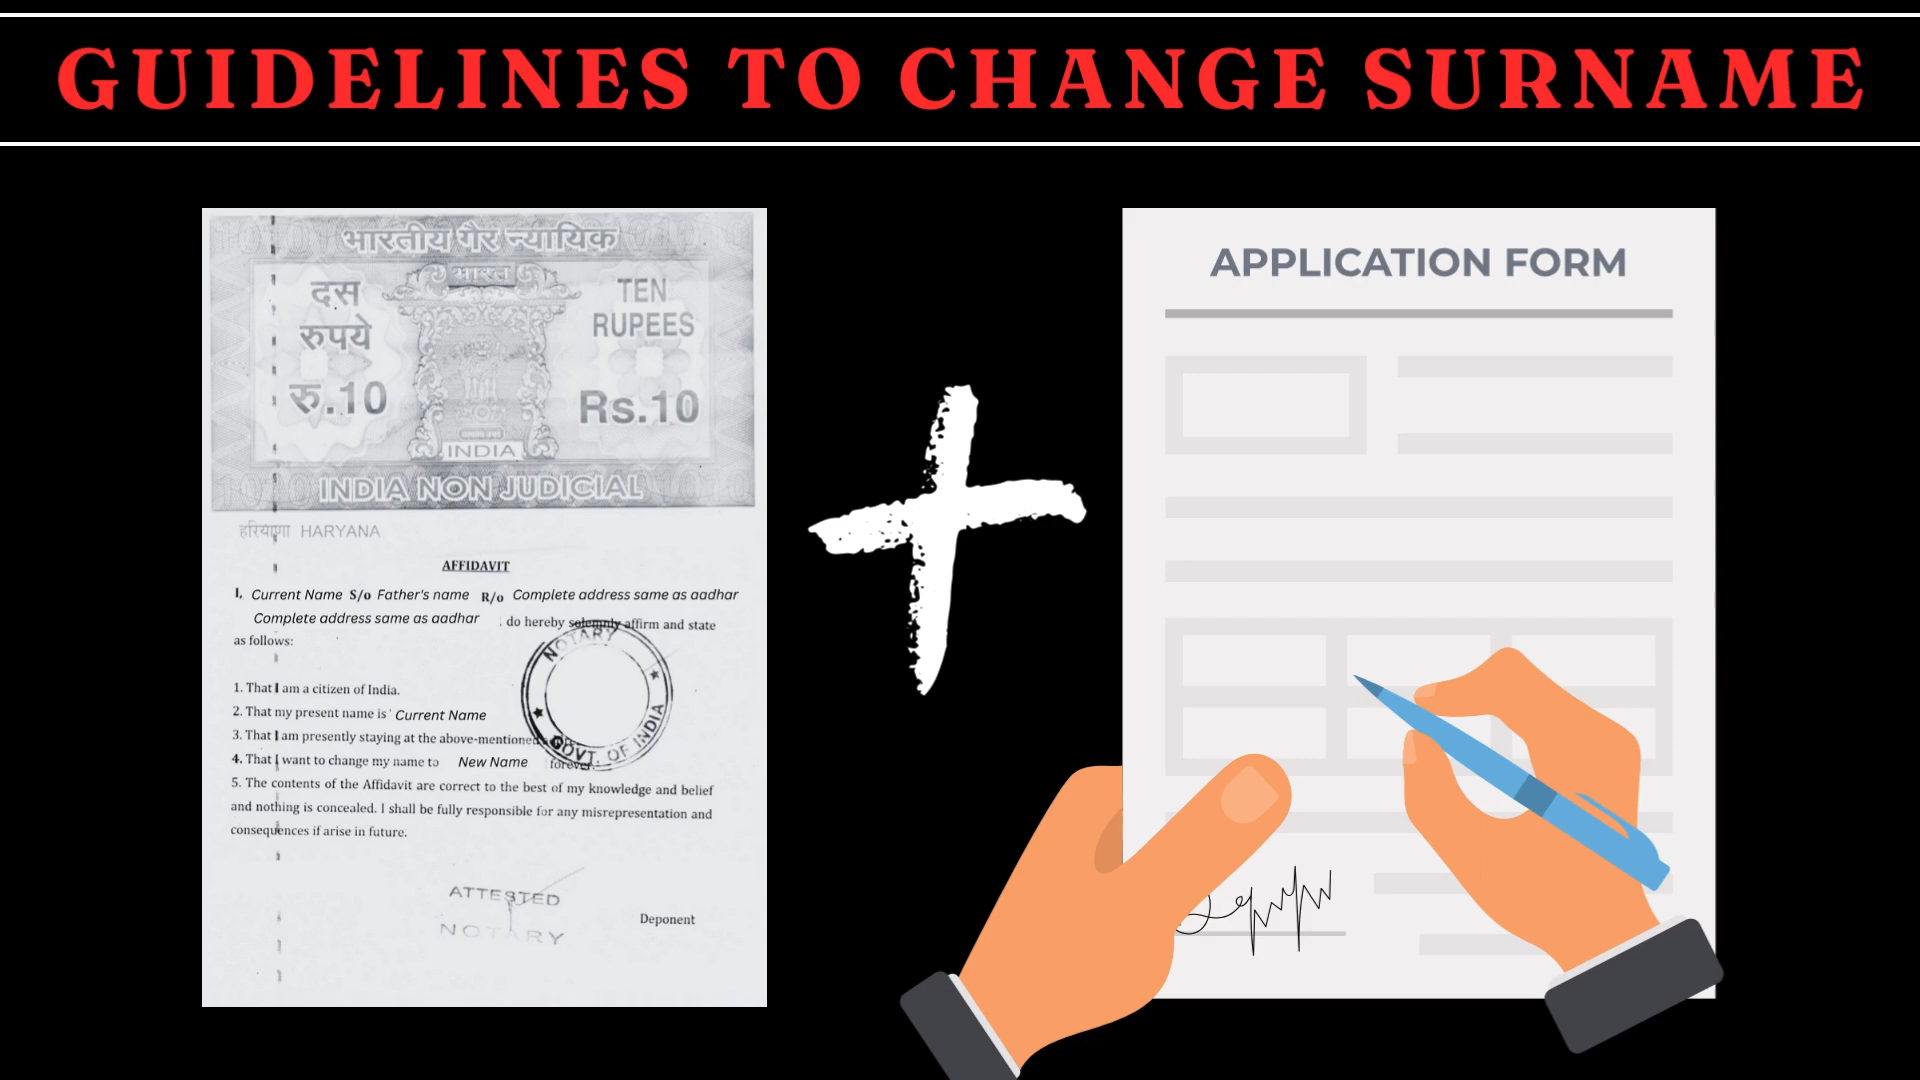 GUIDELINES TO CHANGE SURNAME
भारतीय गैर न्यायिक
भारत
दस
रुपये
रु.10
TEN
RUPEES
Rs.10
INDIA
INDIA NON JUDICIAL
हरियाणा HARYANA
AFFIDAVIT
I, Current Name S/o Father's name R/o Complete address same as aadhar
Complete address same as aadhar . do hereby solemnly affirm and state
as follows:
1. That I am a citizen of India.
2. That my present name is Current Name
3. That I am presently staying at the above-mentioned
4. That I want to change my name to New Name forever.
5. The contents of the Affidavit are correct to the best of my knowledge and belief
and nothing is concealed. I shall be fully responsible for any misrepresentation and
consequences if arise in future.
NOTARY
GOVT. OF INDIA
ATTESTED
NOTARY
Deponent
APPLICATION FORM